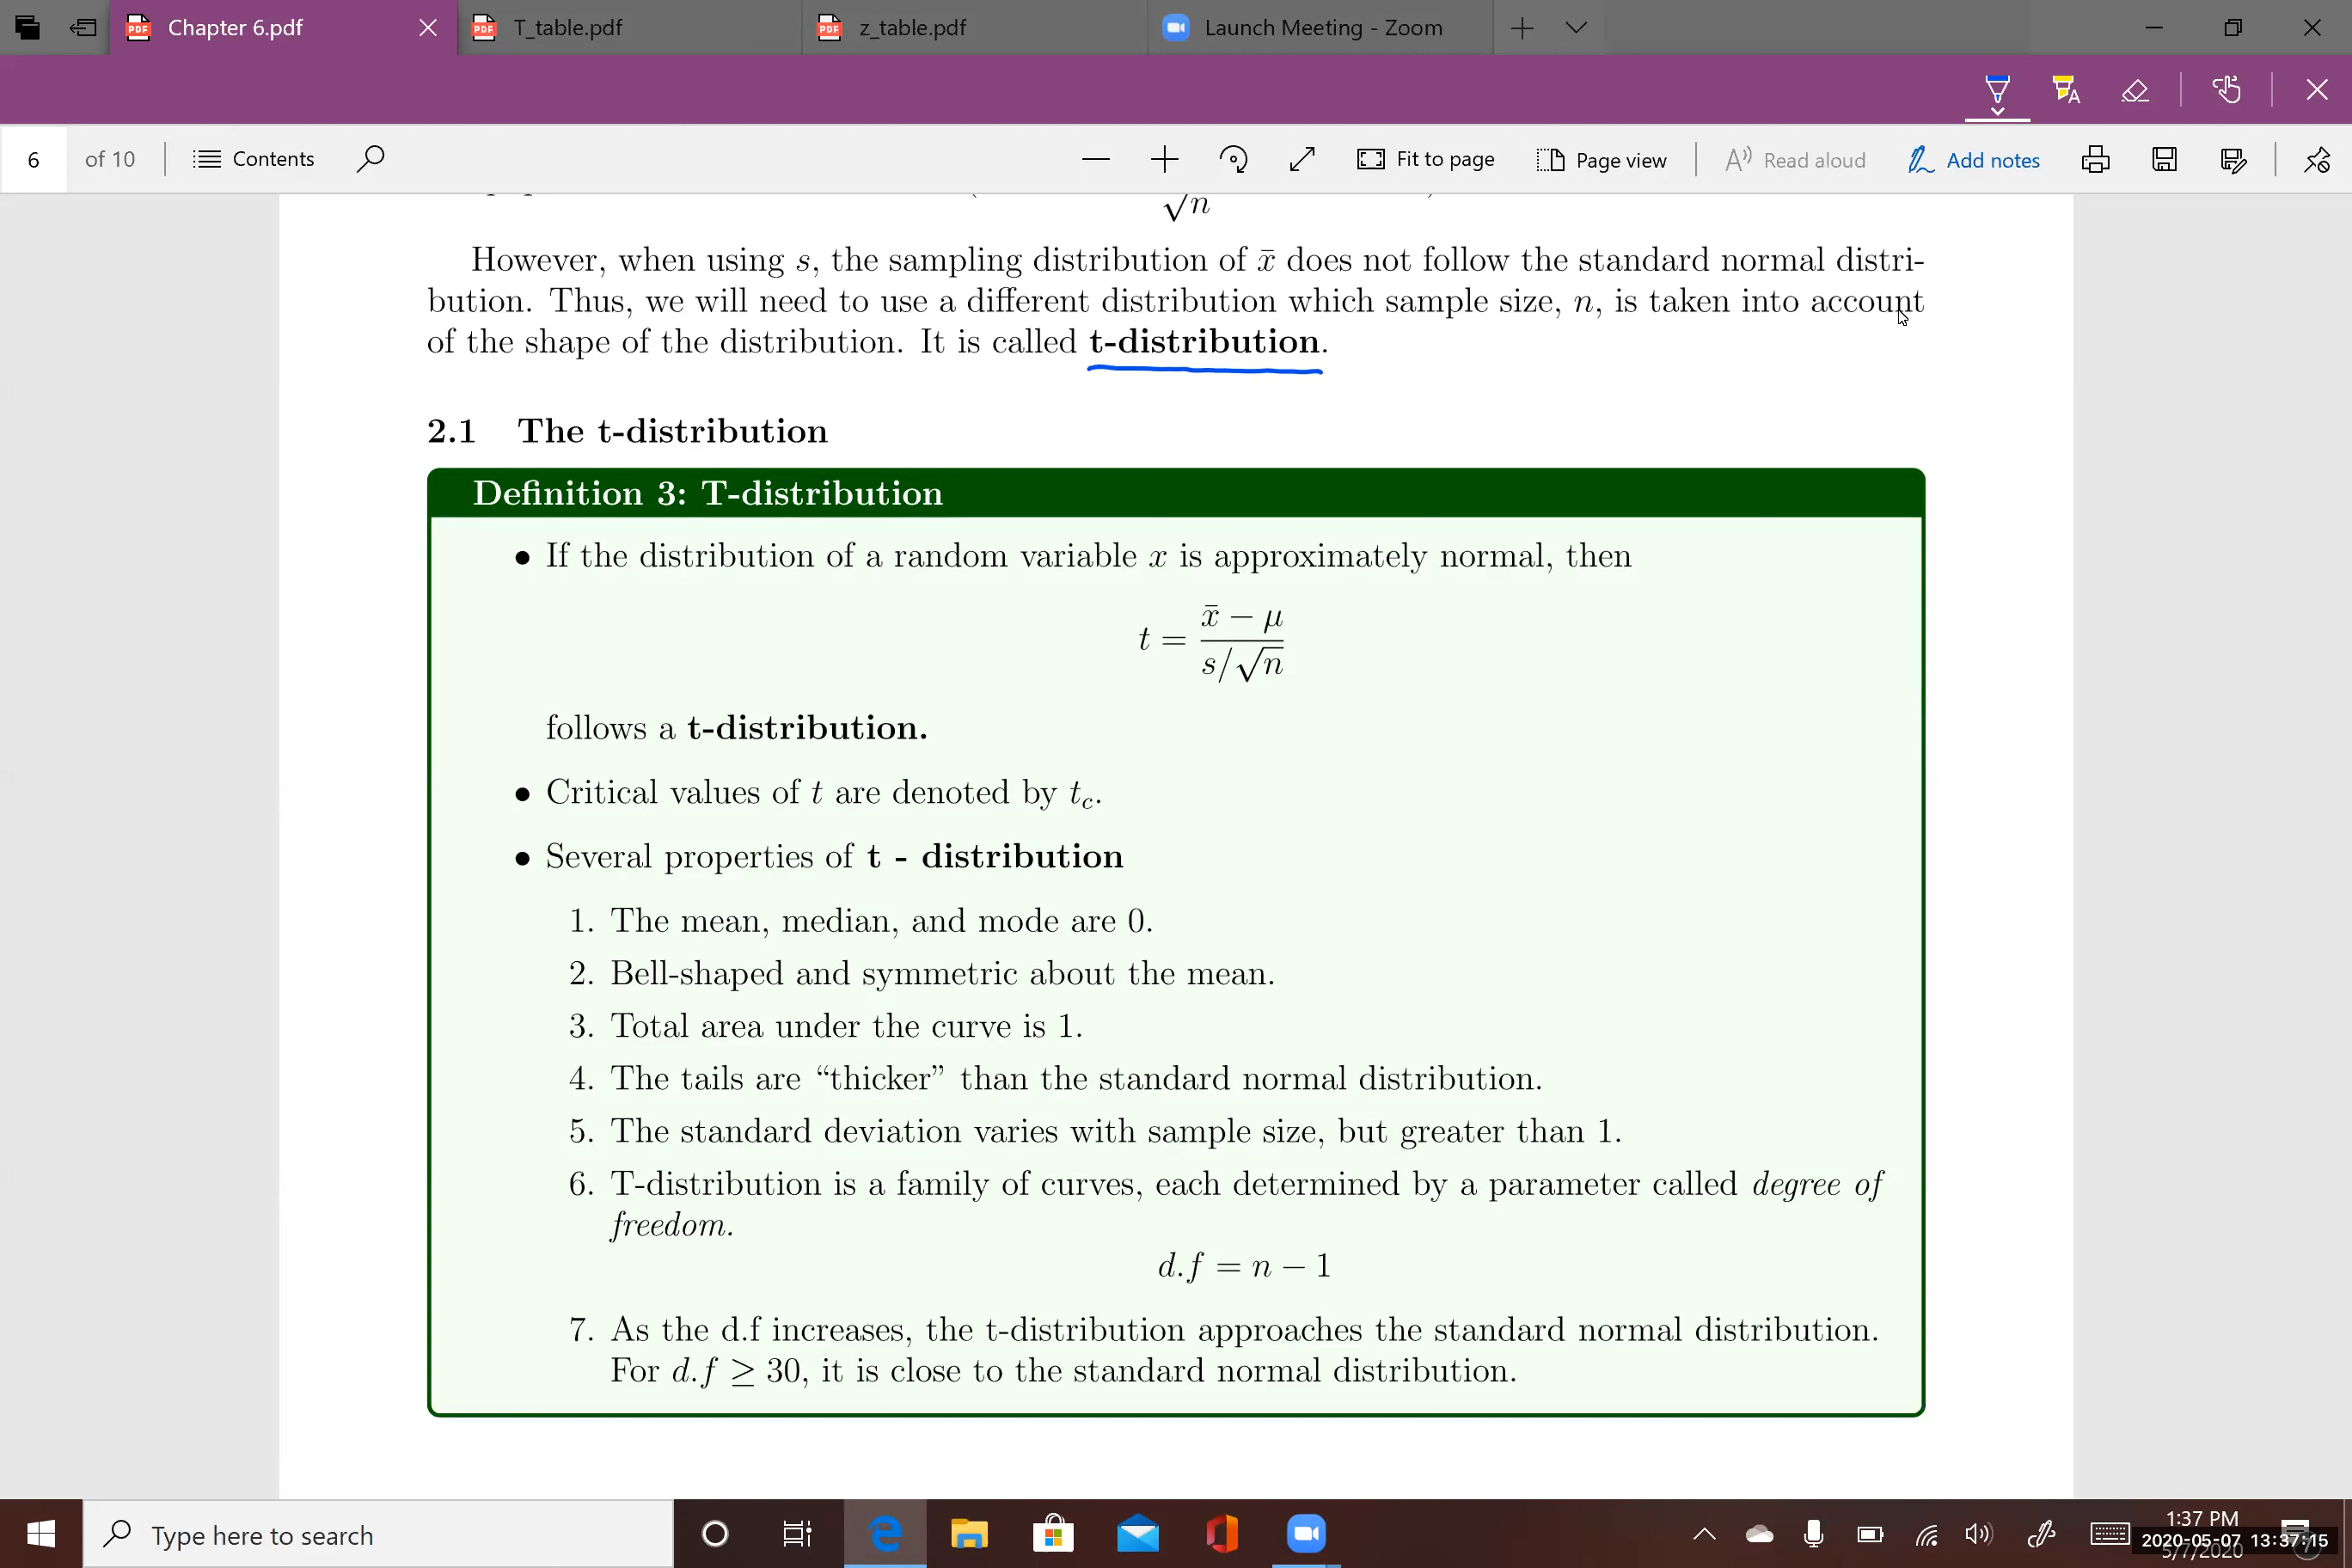 Chapter 6.pdf
T_table.pdf
z_table.pdf
Launch Meeting - Zoom
6 of 10
Contents
Fit to page
Page view
Read aloud
Add notes
√n
However, when using s, the sampling distribution of x̄ does not follow the standard normal distri-
bution. Thus, we will need to use a different distribution which sample size, n, is taken into account
of the shape of the distribution. It is called t-distribution.
2.1 The t-distribution
Definition 3: T-distribution
• If the distribution of a random variable x is approximately normal, then
t = (x̄ − μ) / (s/√n)
follows a t-distribution.
• Critical values of t are denoted by t_c.
• Several properties of t - distribution
1. The mean, median, and mode are 0.
2. Bell-shaped and symmetric about the mean.
3. Total area under the curve is 1.
4. The tails are “thicker” than the standard normal distribution.
5. The standard deviation varies with sample size, but greater than 1.
6. T-distribution is a family of curves, each determined by a parameter called degree of
freedom.
d.f = n − 1
7. As the d.f increases, the t-distribution approaches the standard normal distribution.
For d.f ≥ 30, it is close to the standard normal distribution.
Type here to search
1:37 PM
2020-05-07 13:37:15
5/7/2020